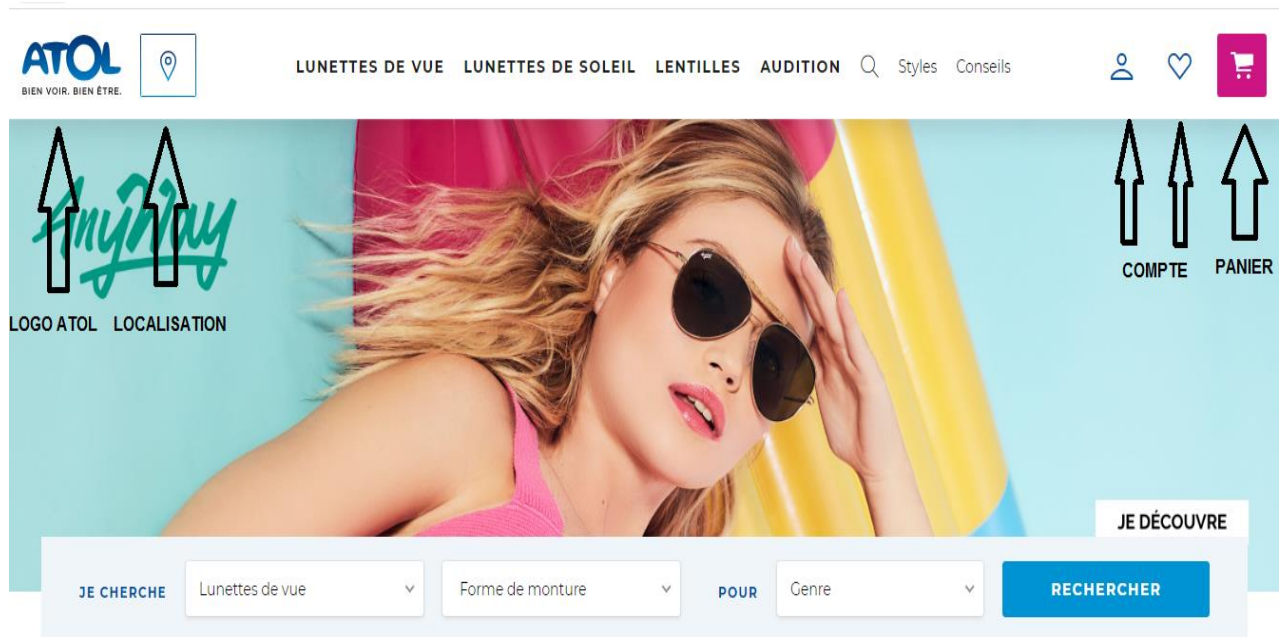 ATOL
BIEN VOIR. BIEN ÊTRE.
LUNETTES DE VUE LUNETTES DE SOLEIL LENTILLES AUDITION Styles Conseils
AnyWay
LOGO ATOL LOCALISATION
COMPTE PANIER
JE DÉCOUVRE
JE CHERCHE Lunettes de vue Forme de monture POUR Genre RECHERCHER